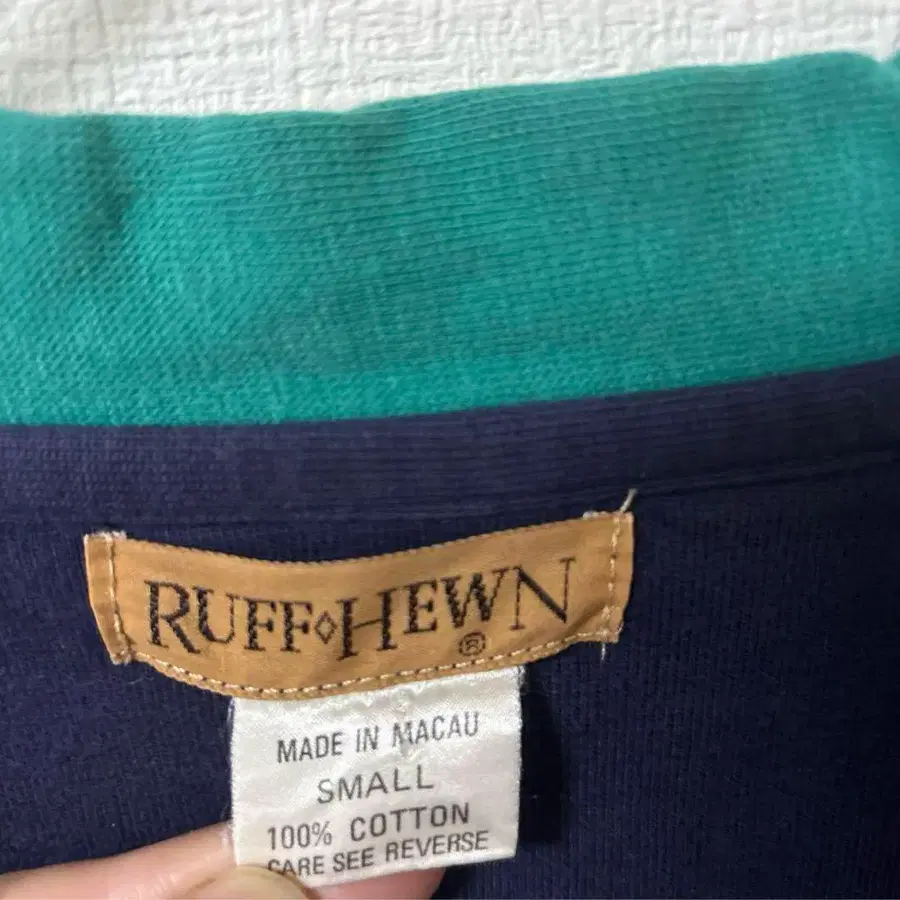 RUFF◇HEWN
®
MADE IN MACAU
SMALL
100% COTTON
CARE SEE REVERSE